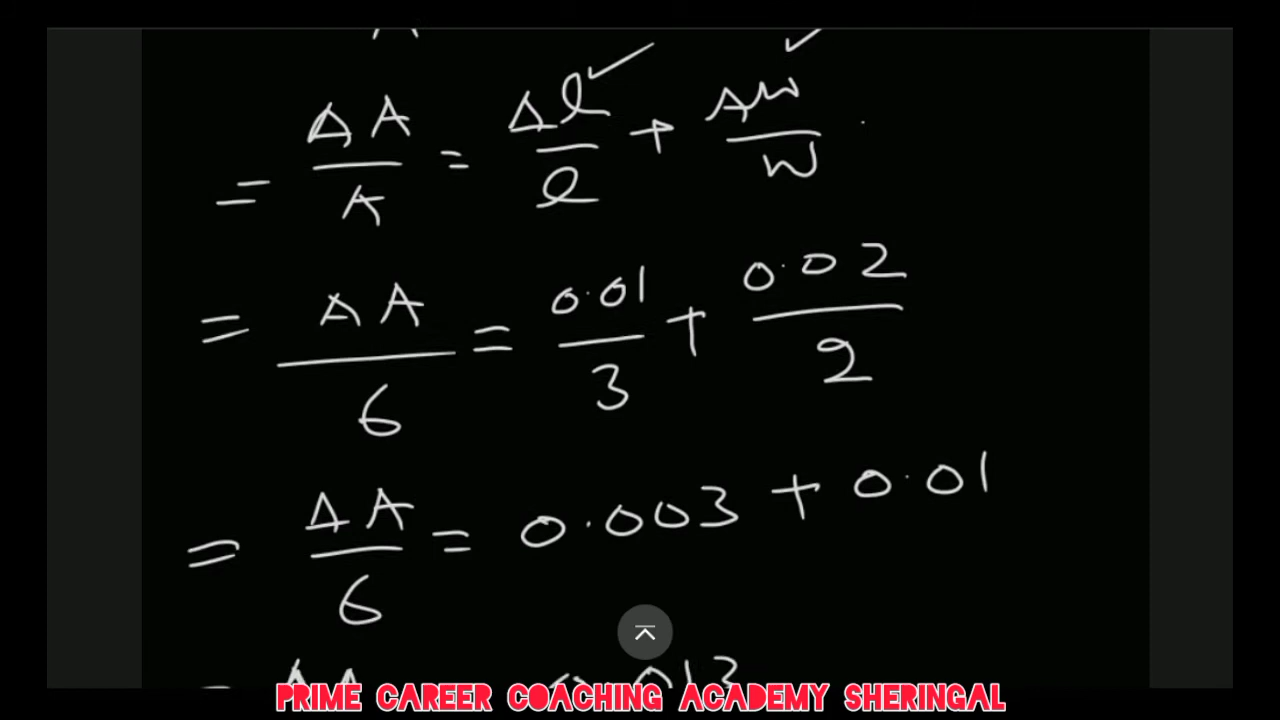 = ΔA/A = Δl/l + Δw/w
= ΔA/6 = 0.01/3 + 0.02/2
= ΔA/6 = 0.003 + 0.01
PRIME CAREER COACHING ACADEMY SHERINGAL